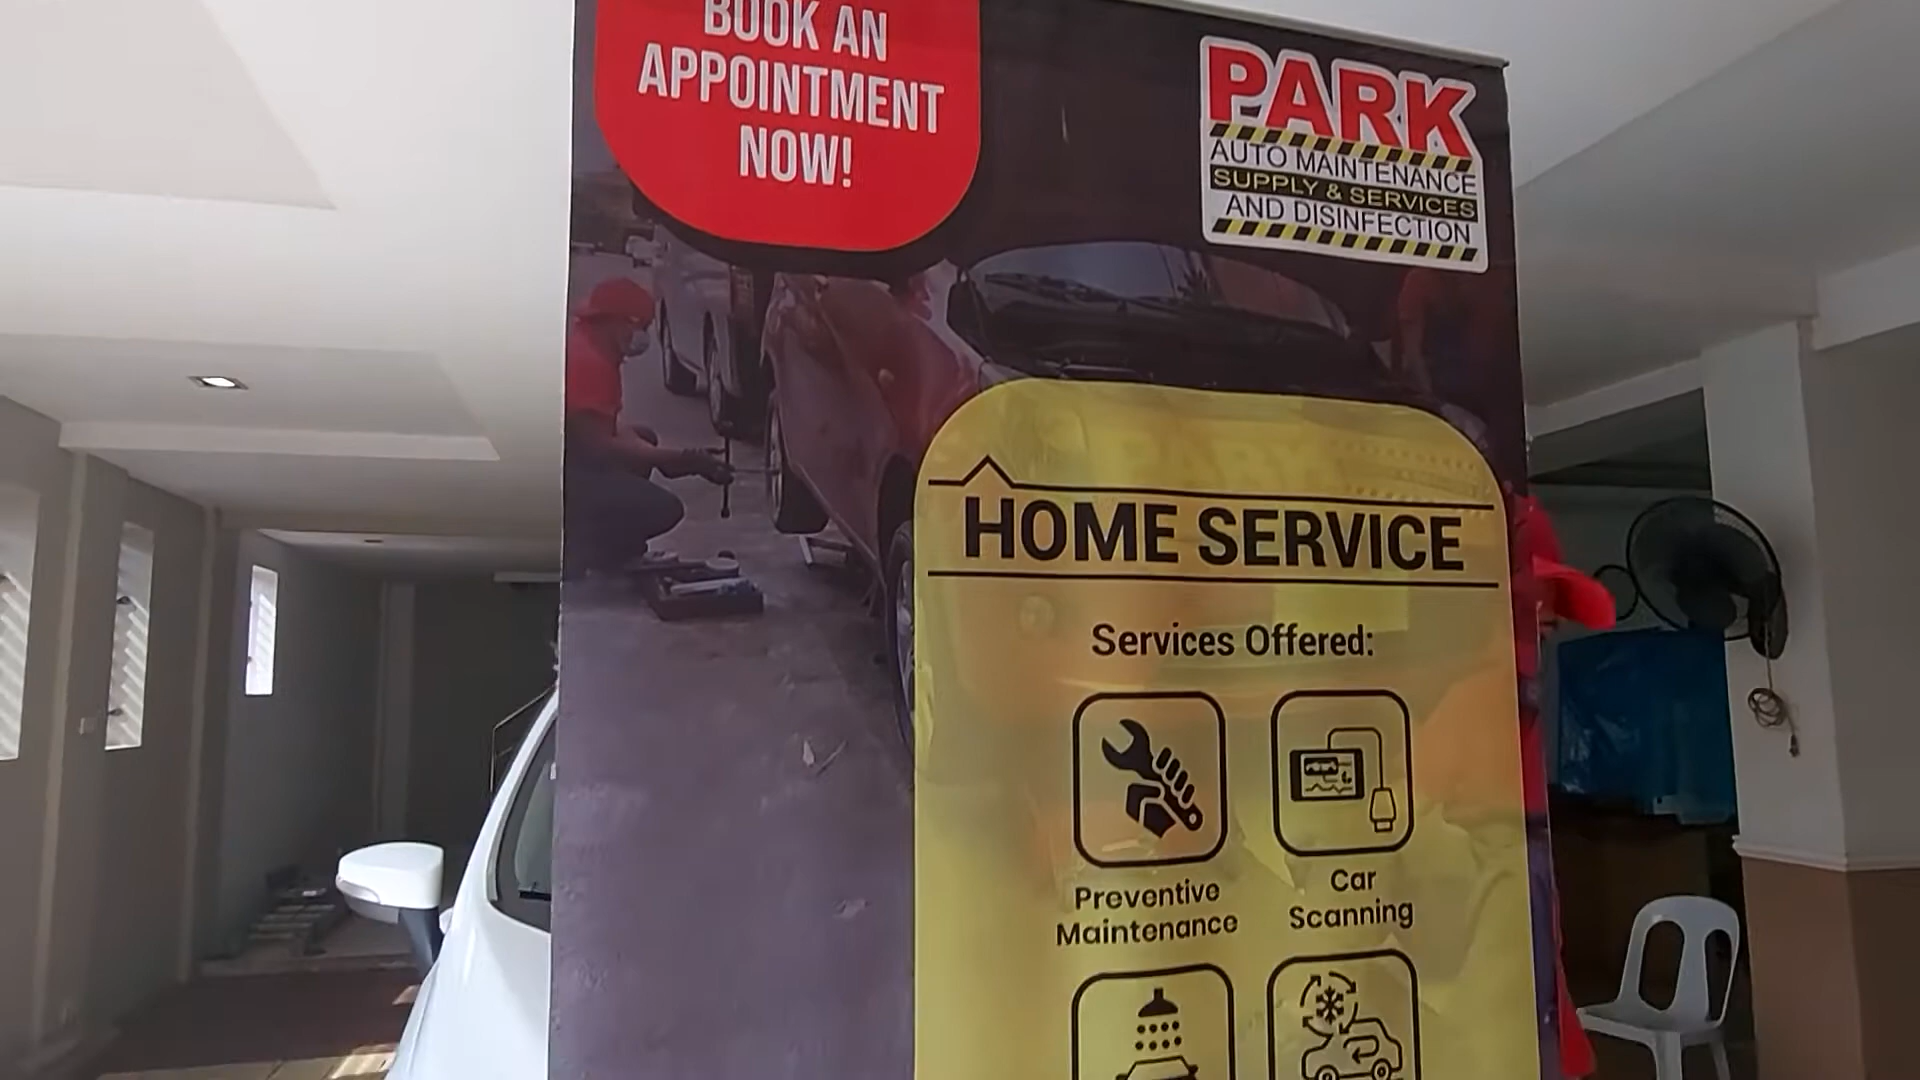 BOOK AN
APPOINTMENT
NOW!
PARK
AUTO MAINTENANCE
SUPPLY & SERVICES
AND DISINFECTION
HOME SERVICE
Services Offered:
Preventive
Maintenance
Car
Scanning